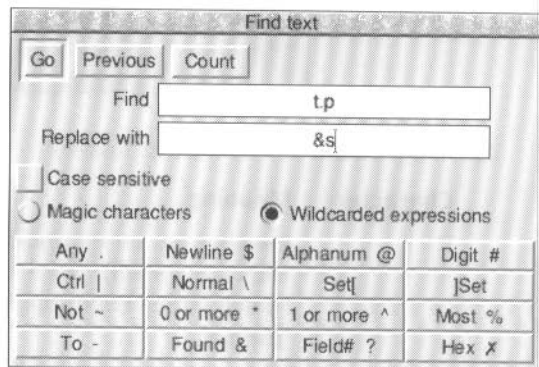 Find text
Go Previous Count
Find t.p
Replace with &s
Case sensitive
Magic characters Wildcarded expressions
Any . Newline $ Alphanum @ Digit #
Ctrl | Normal \ Set[ ]Set
Not ~ 0 or more * 1 or more ^ Most %
To - Found & Field# ? Hex ✗